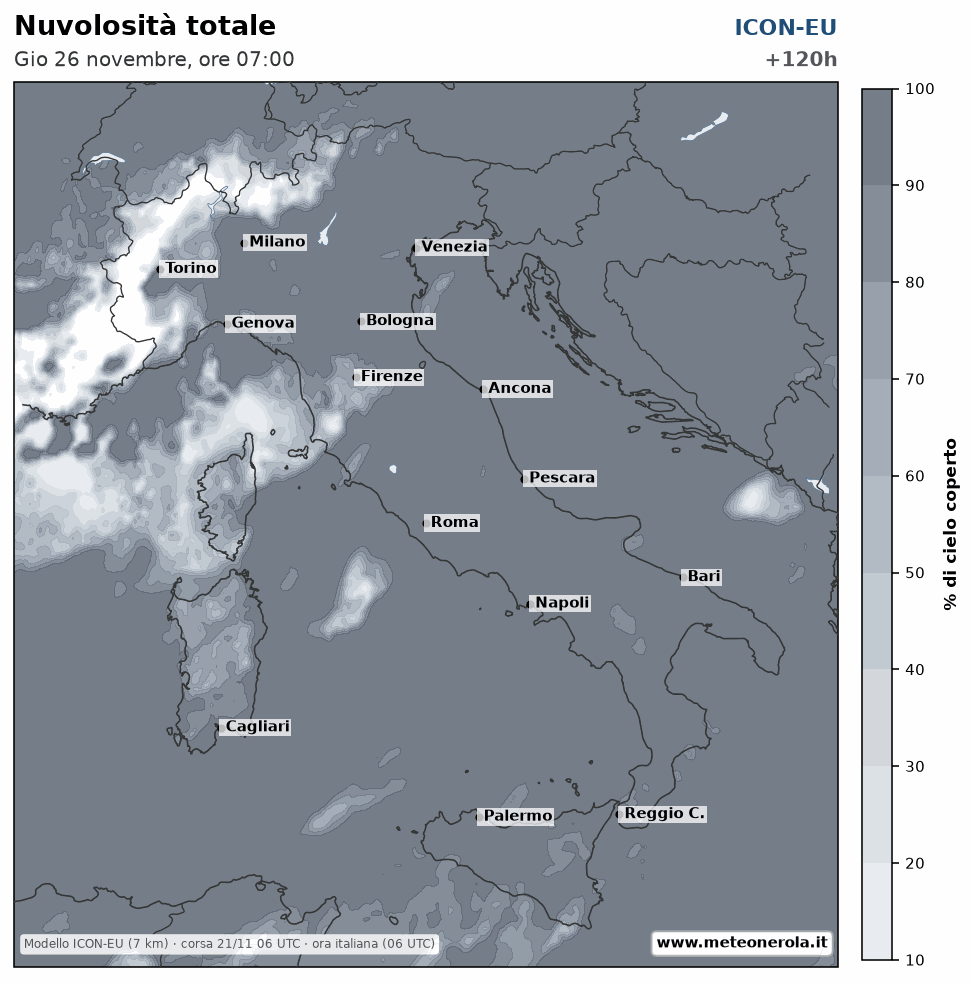 Nuvolosità totale
ICON-EU
Gio 26 novembre, ore 07:00
+120h
100
90
80
70
60
50
40
30
20
10
% di cielo coperto
Milano
Venezia
Torino
Genova
Bologna
Firenze
Ancona
Pescara
Roma
Bari
Napoli
Cagliari
Palermo
Reggio C.
Modello ICON-EU (7 km) · corsa 21/11 06 UTC · ora italiana (06 UTC)
www.meteonerola.it